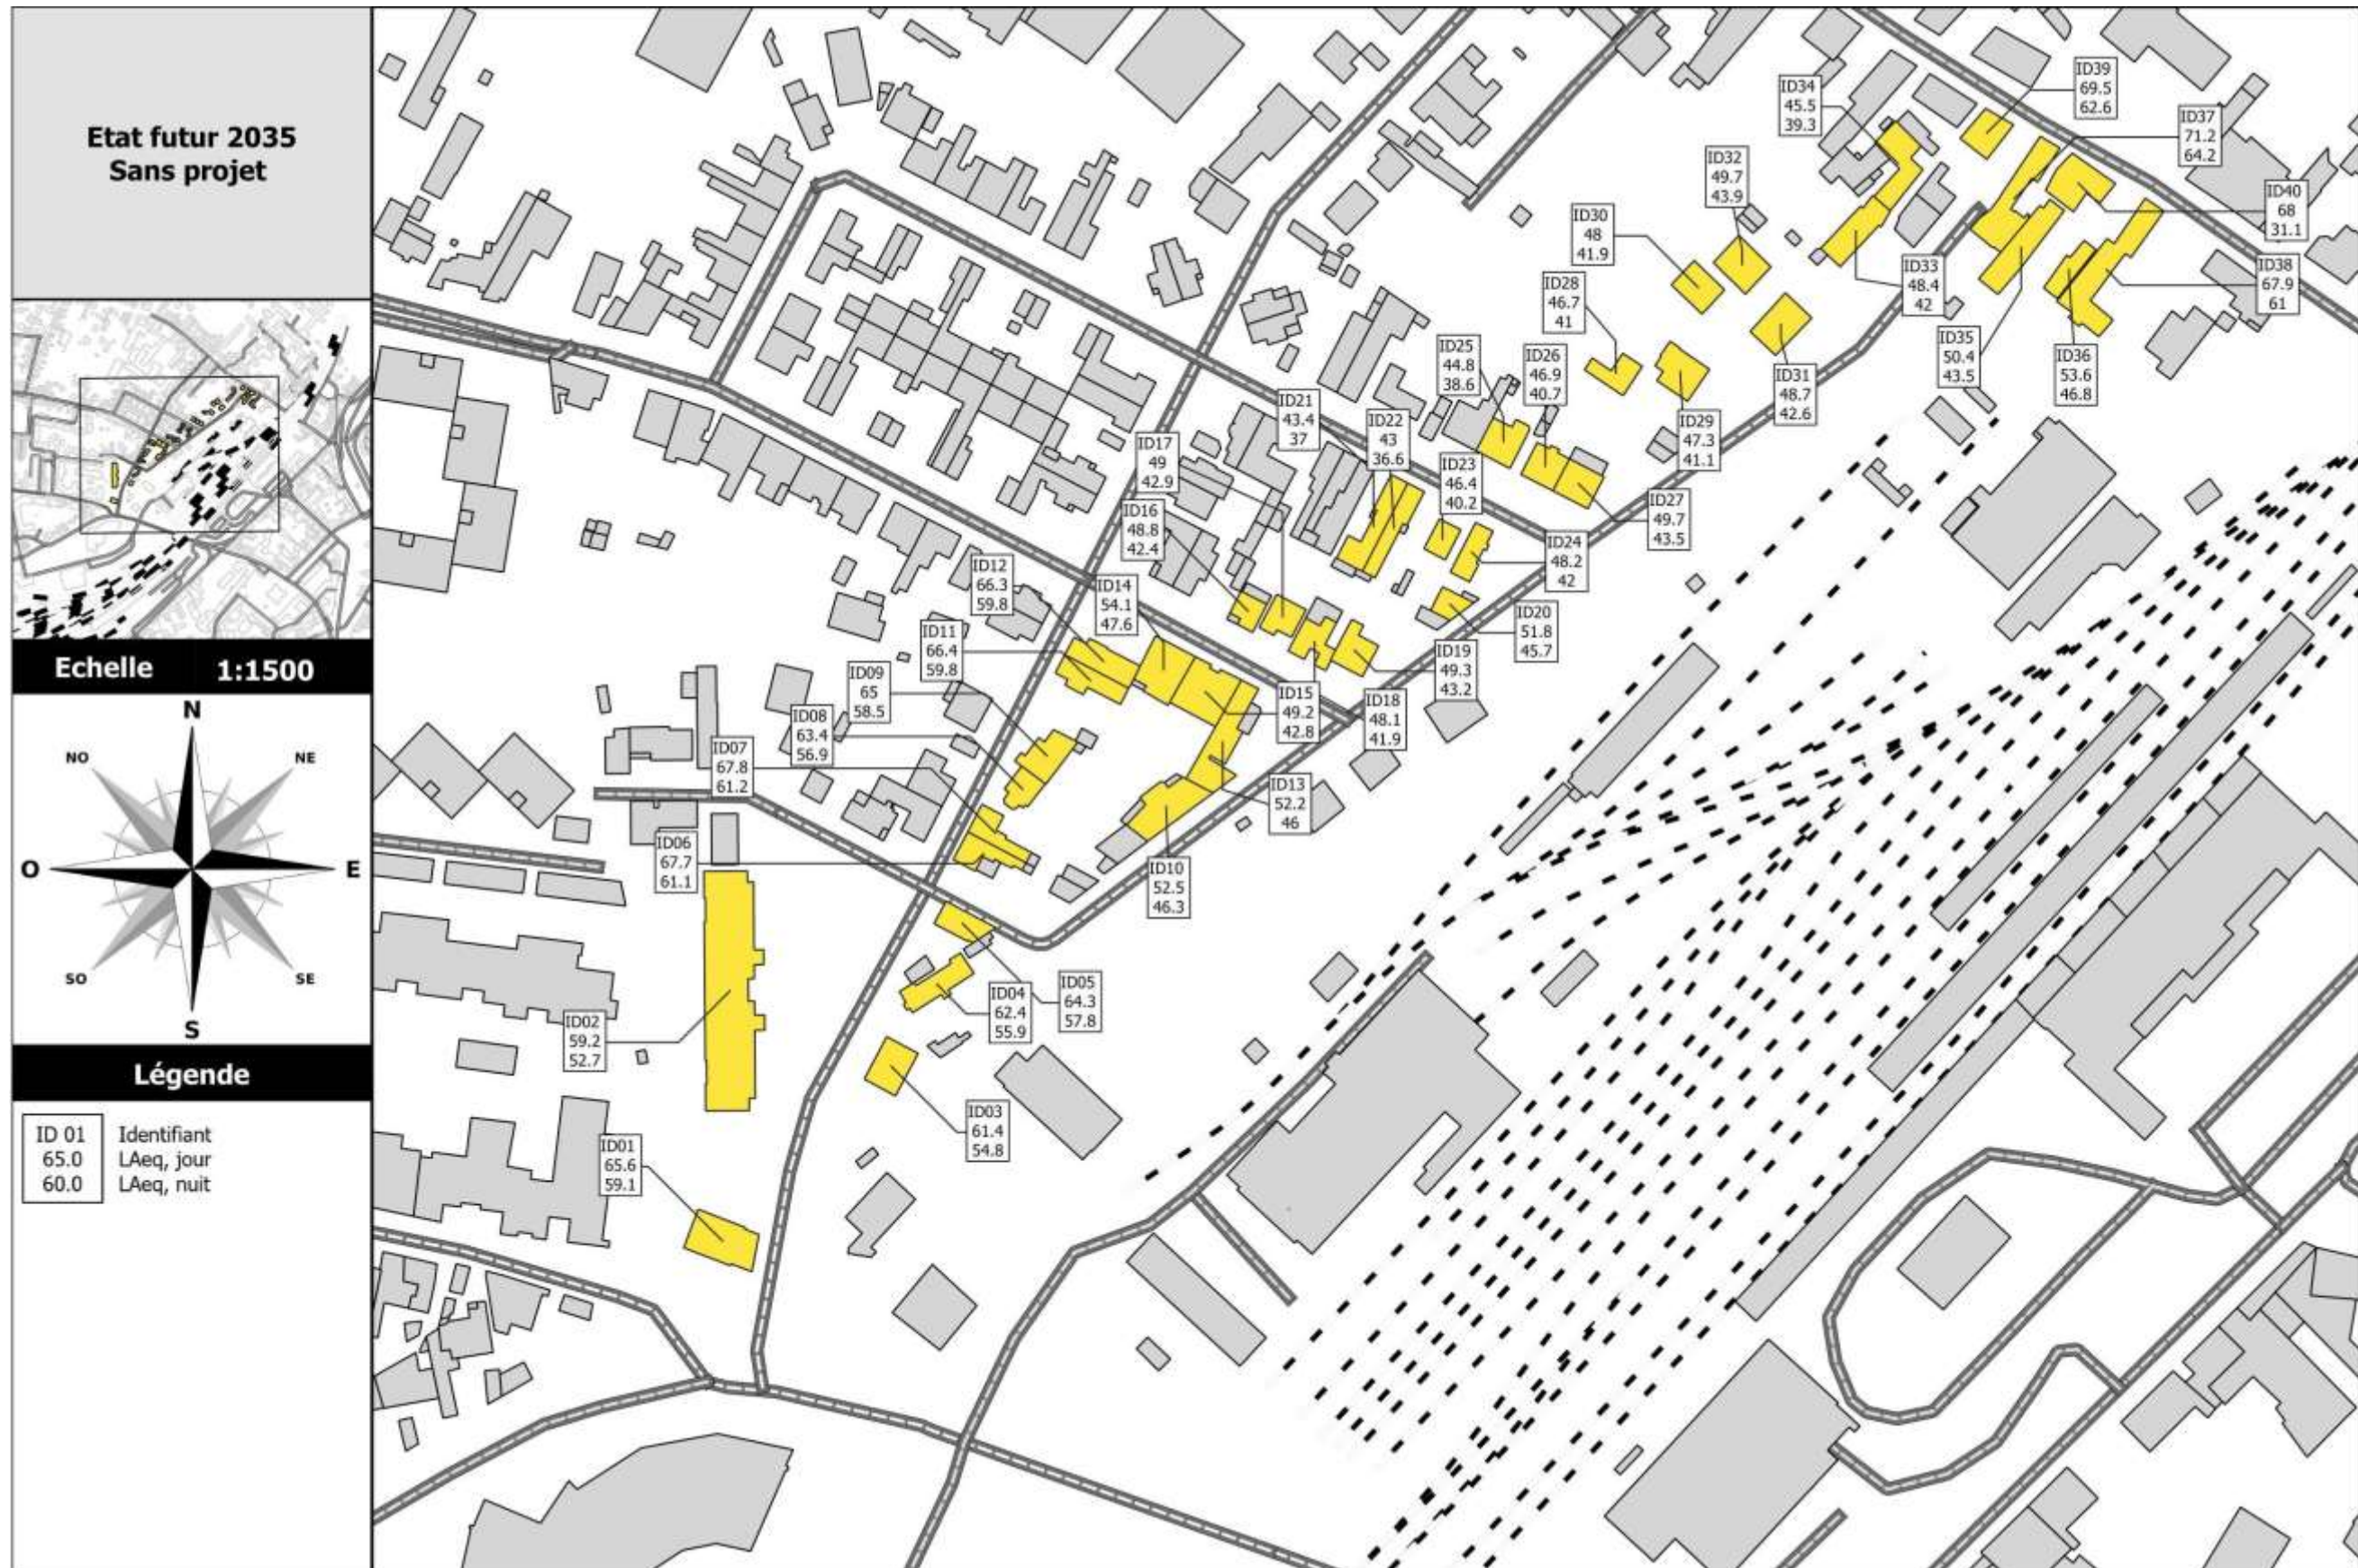 Etat futur 2035
Sans projet
Echelle 1:1500
N
NO
NE
O
E
SO
SE
S
Légende
ID 01 Identifiant
65.0 LAeq, jour
60.0 LAeq, nuit
ID39
69.5
62.6
ID34
45.5
39.3
ID37
71.2
64.2
ID32
49.7
43.9
ID40
68
31.1
ID30
48
41.9
ID33
48.4
42
ID38
67.9
61
ID28
46.7
41
ID35
50.4
43.5
ID36
53.6
46.8
ID25
44.8
38.6
ID26
46.9
40.7
ID31
48.7
42.6
ID21
43.4
37
ID22
43
36.6
ID29
47.3
41.1
ID17
49
42.9
ID23
46.4
40.2
ID27
49.7
43.5
ID16
48.8
42.4
ID24
48.2
42
ID12
66.3
59.8
ID14
54.1
47.6
ID20
51.8
45.7
ID11
66.4
59.8
ID19
49.3
43.2
ID09
65
58.5
ID15
49.2
42.8
ID18
48.1
41.9
ID08
63.4
56.9
ID07
67.8
61.2
ID13
52.2
46
ID06
67.7
61.1
ID10
52.5
46.3
ID05
64.3
57.8
ID04
62.4
55.9
ID02
59.2
52.7
ID03
61.4
54.8
ID01
65.6
59.1